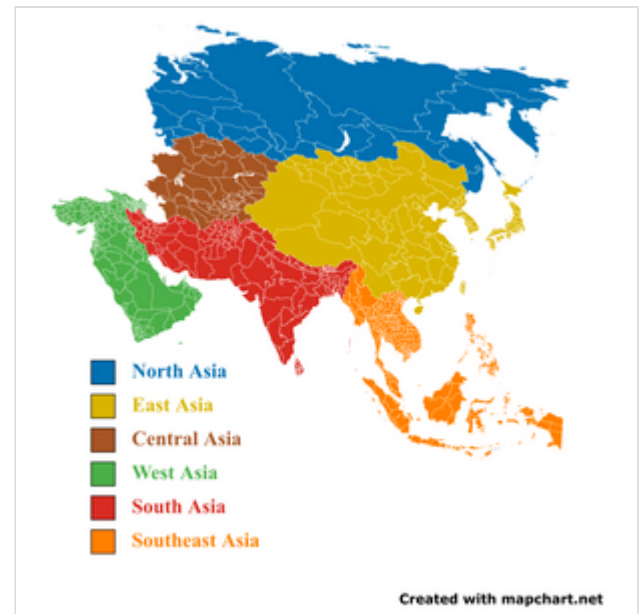 North Asia
East Asia
Central Asia
West Asia
South Asia
Southeast Asia
Created with mapchart.net